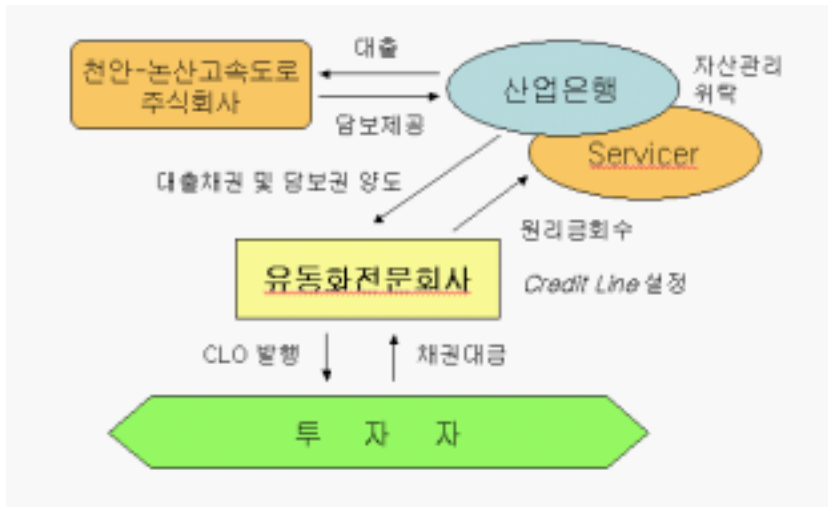 대출
천안-논산고속도로
주식회사
산업은행
자산관리
위탁
담보제공
Servicer
대출채권 및 담보권 양도
원리금회수
유동화전문회사
Credit Line 설정
CLO 발행
채권대금
투 자 자